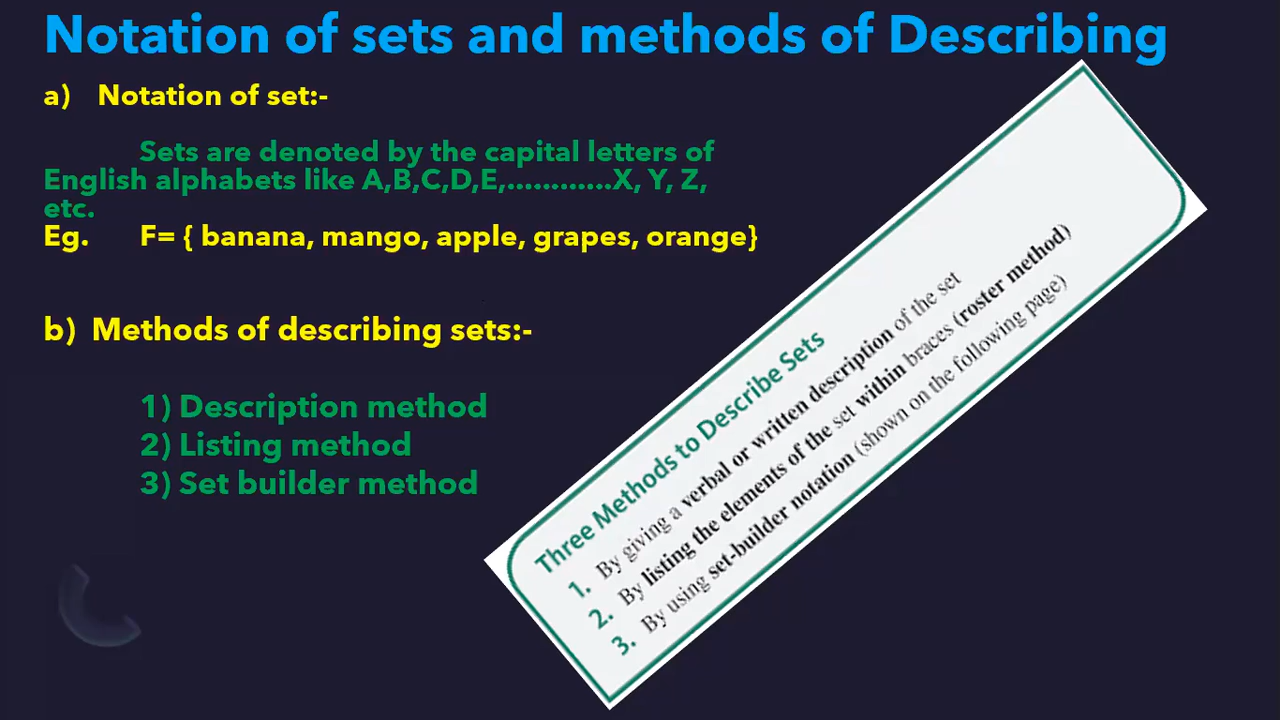 Notation of sets and methods of Describing
a) Notation of set:-
Sets are denoted by the capital letters of
English alphabets like A,B,C,D,E,............X, Y, Z,
etc.
Eg. F= { banana, mango, apple, grapes, orange}
b) Methods of describing sets:-
1) Description method
2) Listing method
3) Set builder method
Three Methods to Describe Sets
1. By giving a verbal or written description of the set
2. By listing the elements of the set within braces (roster method)
3. By using set-builder notation (shown on the following page)